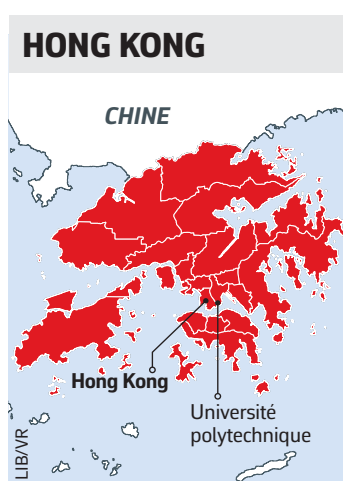 HONG KONG
CHINE
Hong Kong
Université
polytechnique
LIB/VR